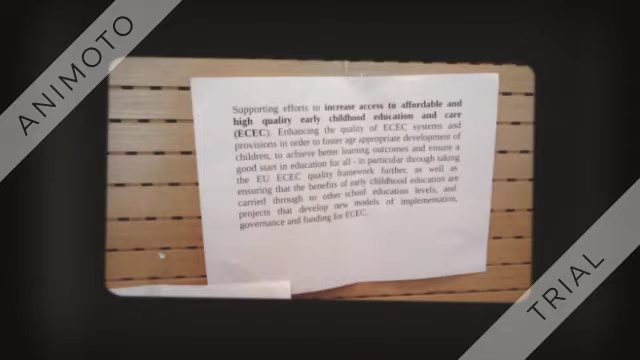 ANIMOTO
Supporting efforts to increase access to affordable and
high quality early childhood education and care
(ECEC). Enhancing the quality of ECEC systems and
provisions in order to foster age appropriate development of
children, to achieve better learning outcomes and ensure a
good start in education for all - in particular through taking
the EU ECEC quality framework further, as well as
ensuring that the benefits of early childhood education are
carried through to other school education levels, and
projects that develop new models of implementation,
governance and funding for ECEC.
TRIAL